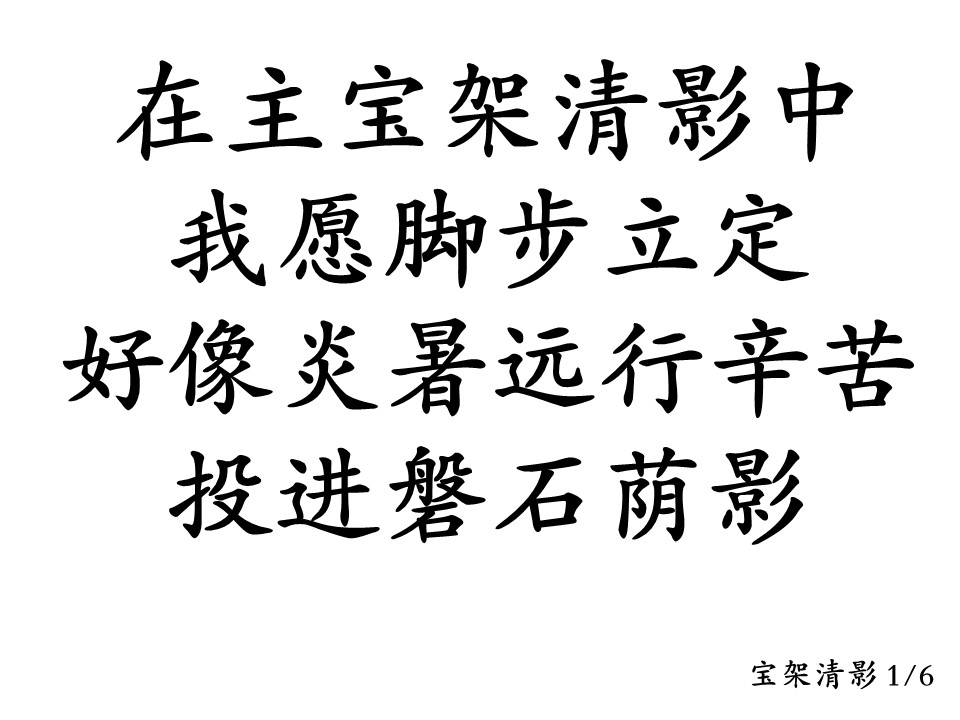 在主宝架清影中
我愿脚步立定
好像炎暑远行辛苦
投进磐石荫影
宝架清影 1/6